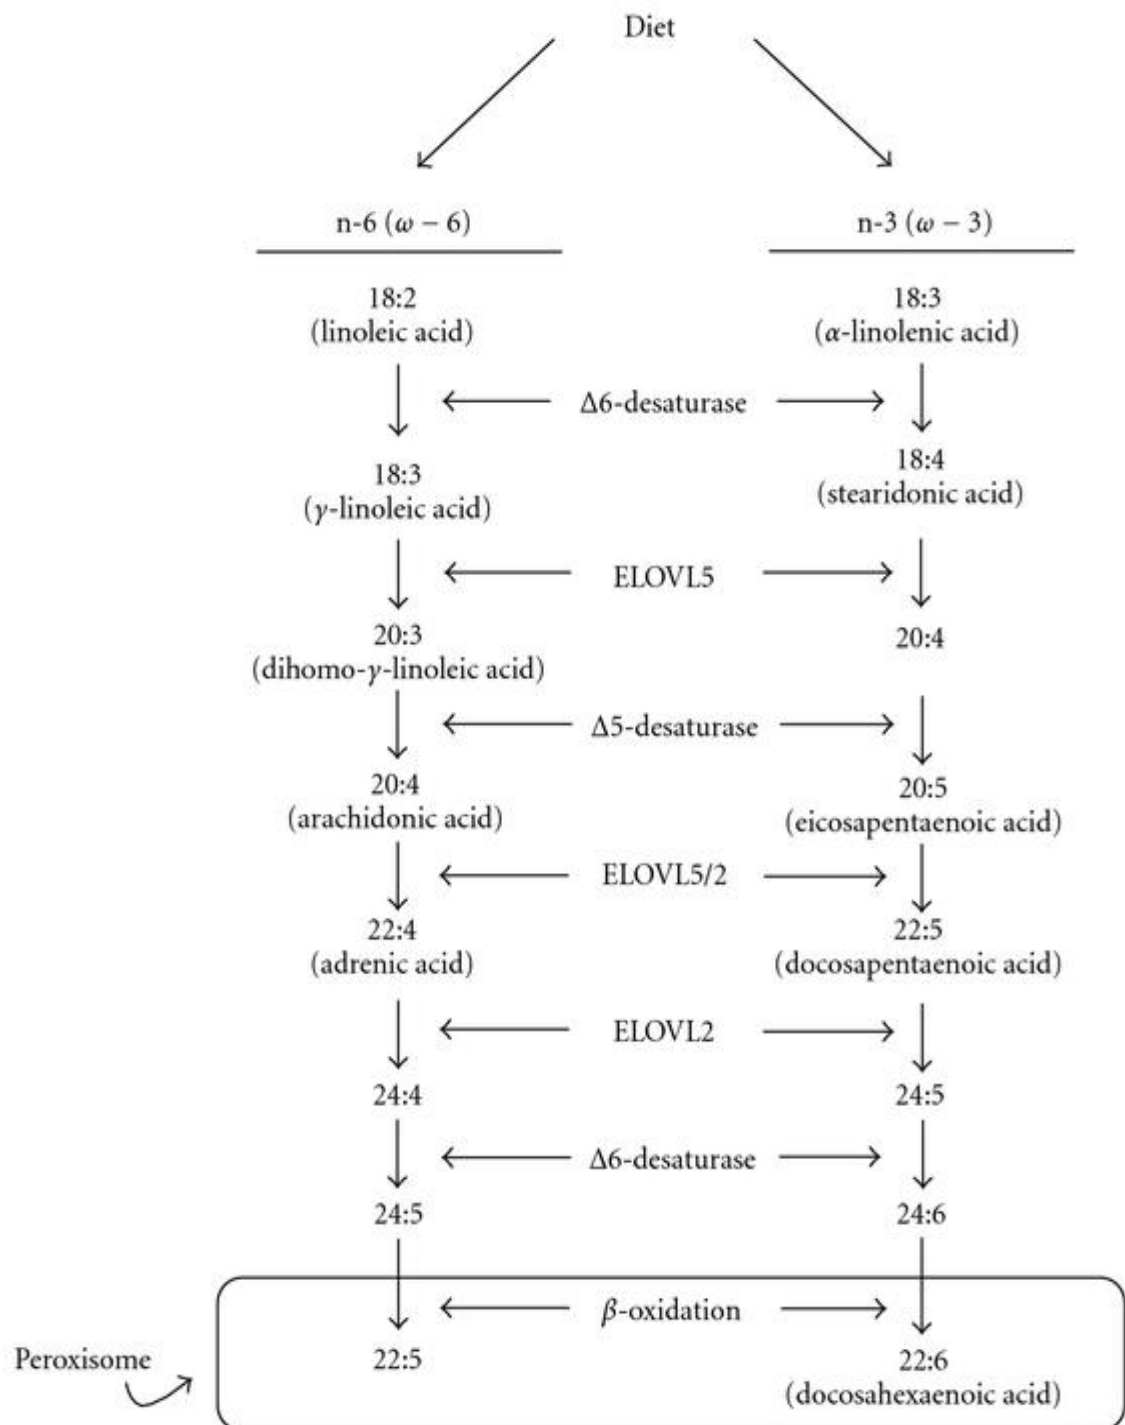 Diet
n-6 (ω − 6)
n-3 (ω − 3)
18:2
(linoleic acid)
18:3
(α-linolenic acid)
Δ6-desaturase
18:3
(γ-linoleic acid)
18:4
(stearidonic acid)
ELOVL5
20:3
(dihomo-γ-linoleic acid)
20:4
Δ5-desaturase
20:4
(arachidonic acid)
20:5
(eicosapentaenoic acid)
ELOVL5/2
22:4
(adrenic acid)
22:5
(docosapentaenoic acid)
ELOVL2
24:4
24:5
Δ6-desaturase
24:5
24:6
β-oxidation
Peroxisome
22:5
22:6
(docosahexaenoic acid)